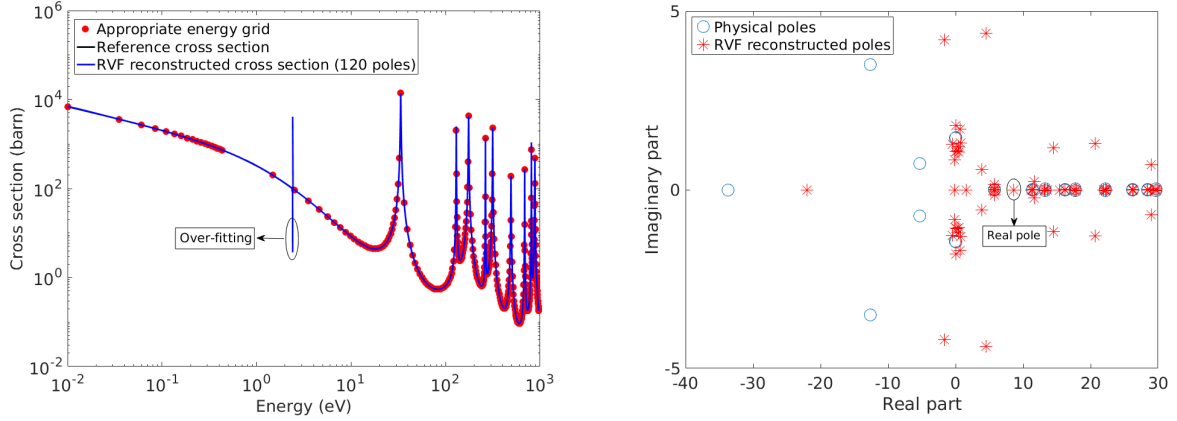 10^6
10^4
10^2
10^0
10^-2
Cross section (barn)
Appropriate energy grid
Reference cross section
RVF reconstructed cross section (120 poles)
Over-fitting
10^-2
10^-1
10^0
10^1
10^2
10^3
Energy (eV)
5
0
-5
Imaginary part
Physical poles
RVF reconstructed poles
Real pole
-40
-30
-20
-10
0
10
20
30
Real part